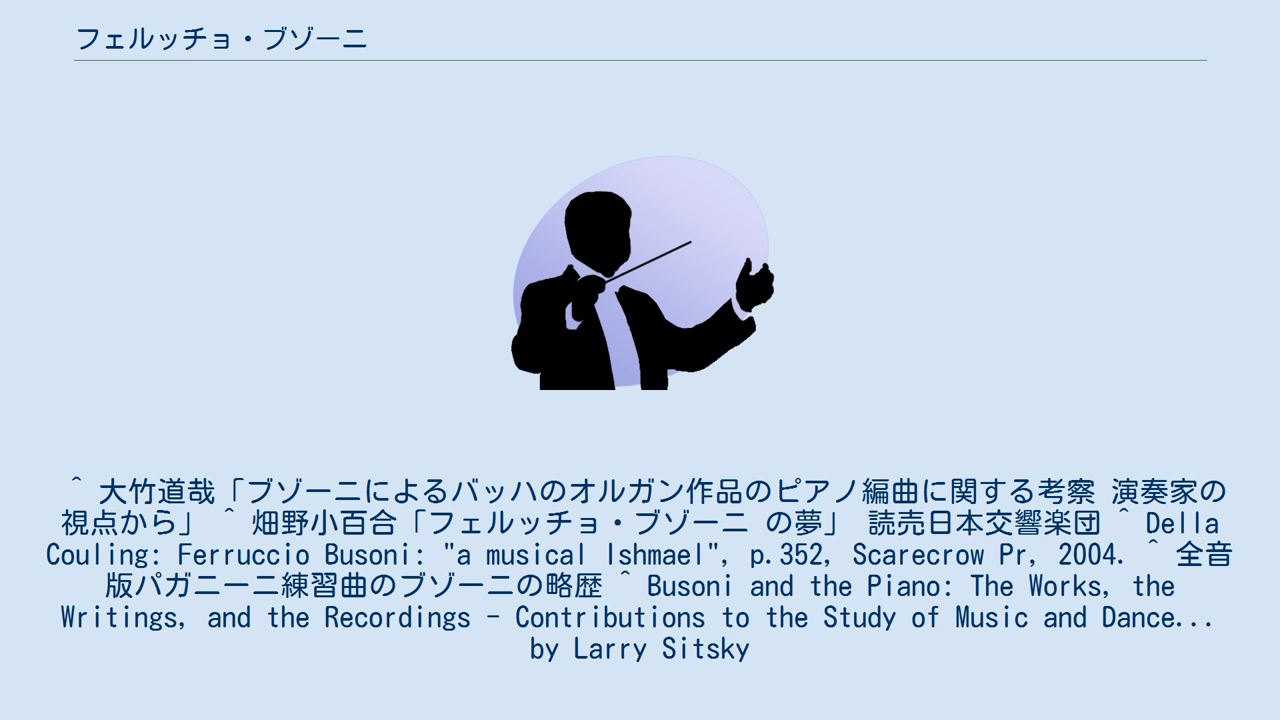 フェルッチョ・ブゾーニ
^ 大竹道哉「ブゾーニによるバッハのオルガン作品のピアノ編曲に関する考察 演奏家の
視点から」 ^ 畑野小百合「フェルッチョ・ブゾーニ の夢」 読売日本交響楽団 ^ Della
Couling: Ferruccio Busoni: "a musical Ishmael", p.352, Scarecrow Pr, 2004. ^ 全音
版パガニーニ練習曲のブゾーニの略歴 ^ Busoni and the Piano: The Works, the
Writings, and the Recordings - Contributions to the Study of Music and Dance...
by Larry Sitsky